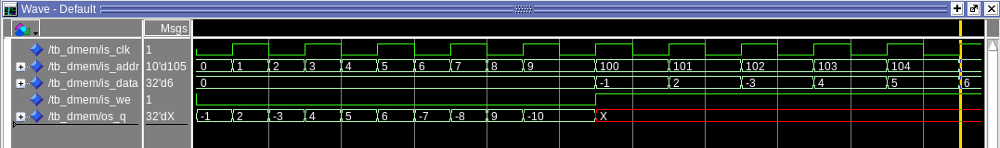 Wave - Default
Msgs
/tb_dmem/is_clk 1
/tb_dmem/is_addr 10'd105 0 1 2 3 4 5 6 7 8 9 100 101 102 103 104
/tb_dmem/is_data 32'd6 0 -1 2 -3 4 5 6
/tb_dmem/is_we 1
/tb_dmem/os_q 32'dX -1 2 -3 4 5 6 -7 -8 9 -10 X